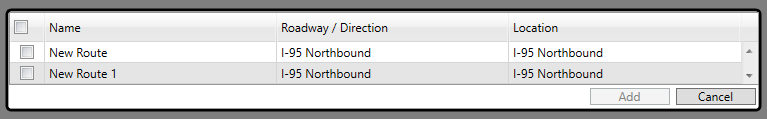 Name Roadway / Direction Location
New Route I-95 Northbound I-95 Northbound
New Route 1 I-95 Northbound I-95 Northbound
Add Cancel